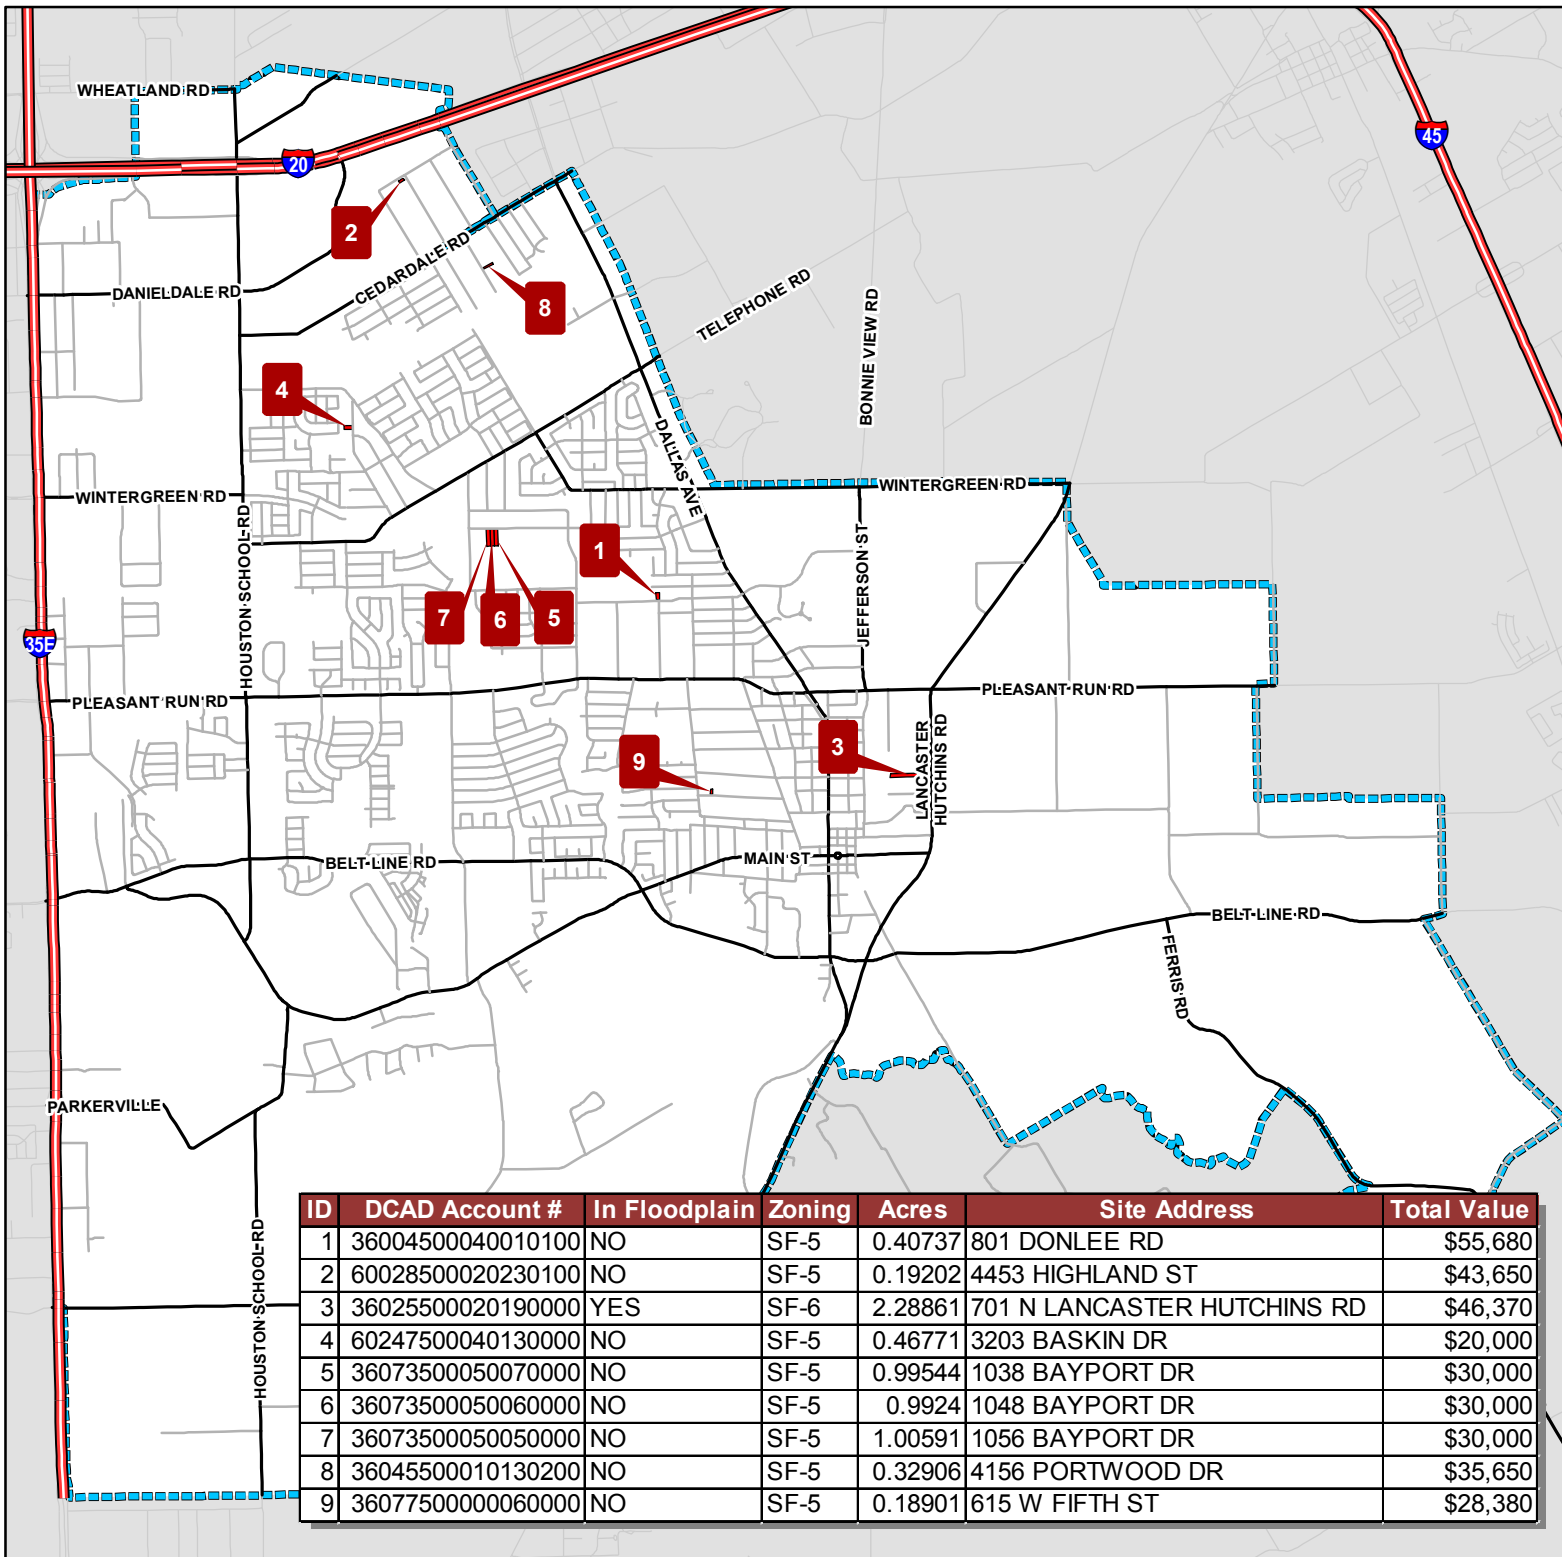 WHEATLAND RD
45
20
2
CEDARDALE RD
DANIELDALE RD
8
TELEPHONE RD
BONNIE VIEW RD
4
DALLAS AVE
WINTERGREEN RD
WINTERGREEN RD
HOUSTON SCHOOL RD
1
JEFFERSON ST
7
6
5
35E
PLEASANT RUN RD
PLEASANT RUN RD
3
LANCASTER
HUTCHINS RD
9
BELT LINE RD
MAIN ST
BELT LINE RD
FERRIS RD
PARKERVILLE
HOUSTON SCHOOL RD
ID DCAD Account # In Floodplain Zoning Acres Site Address Total Value
1 36004500040010100 NO SF-5 0.40737 801 DONLEE RD $55,680
2 60028500020230100 NO SF-5 0.19202 4453 HIGHLAND ST $43,650
3 36025500020190000 YES SF-6 2.28861 701 N LANCASTER HUTCHINS RD $46,370
4 60247500040130000 NO SF-5 0.46771 3203 BASKIN DR $20,000
5 36073500050070000 NO SF-5 0.99544 1038 BAYPORT DR $30,000
6 36073500050060000 NO SF-5 0.9924 1048 BAYPORT DR $30,000
7 36073500050050000 NO SF-5 1.00591 1056 BAYPORT DR $30,000
8 36045500010130200 NO SF-5 0.32906 4156 PORTWOOD DR $35,650
9 36077500000060000 NO SF-5 0.18901 615 W FIFTH ST $28,380